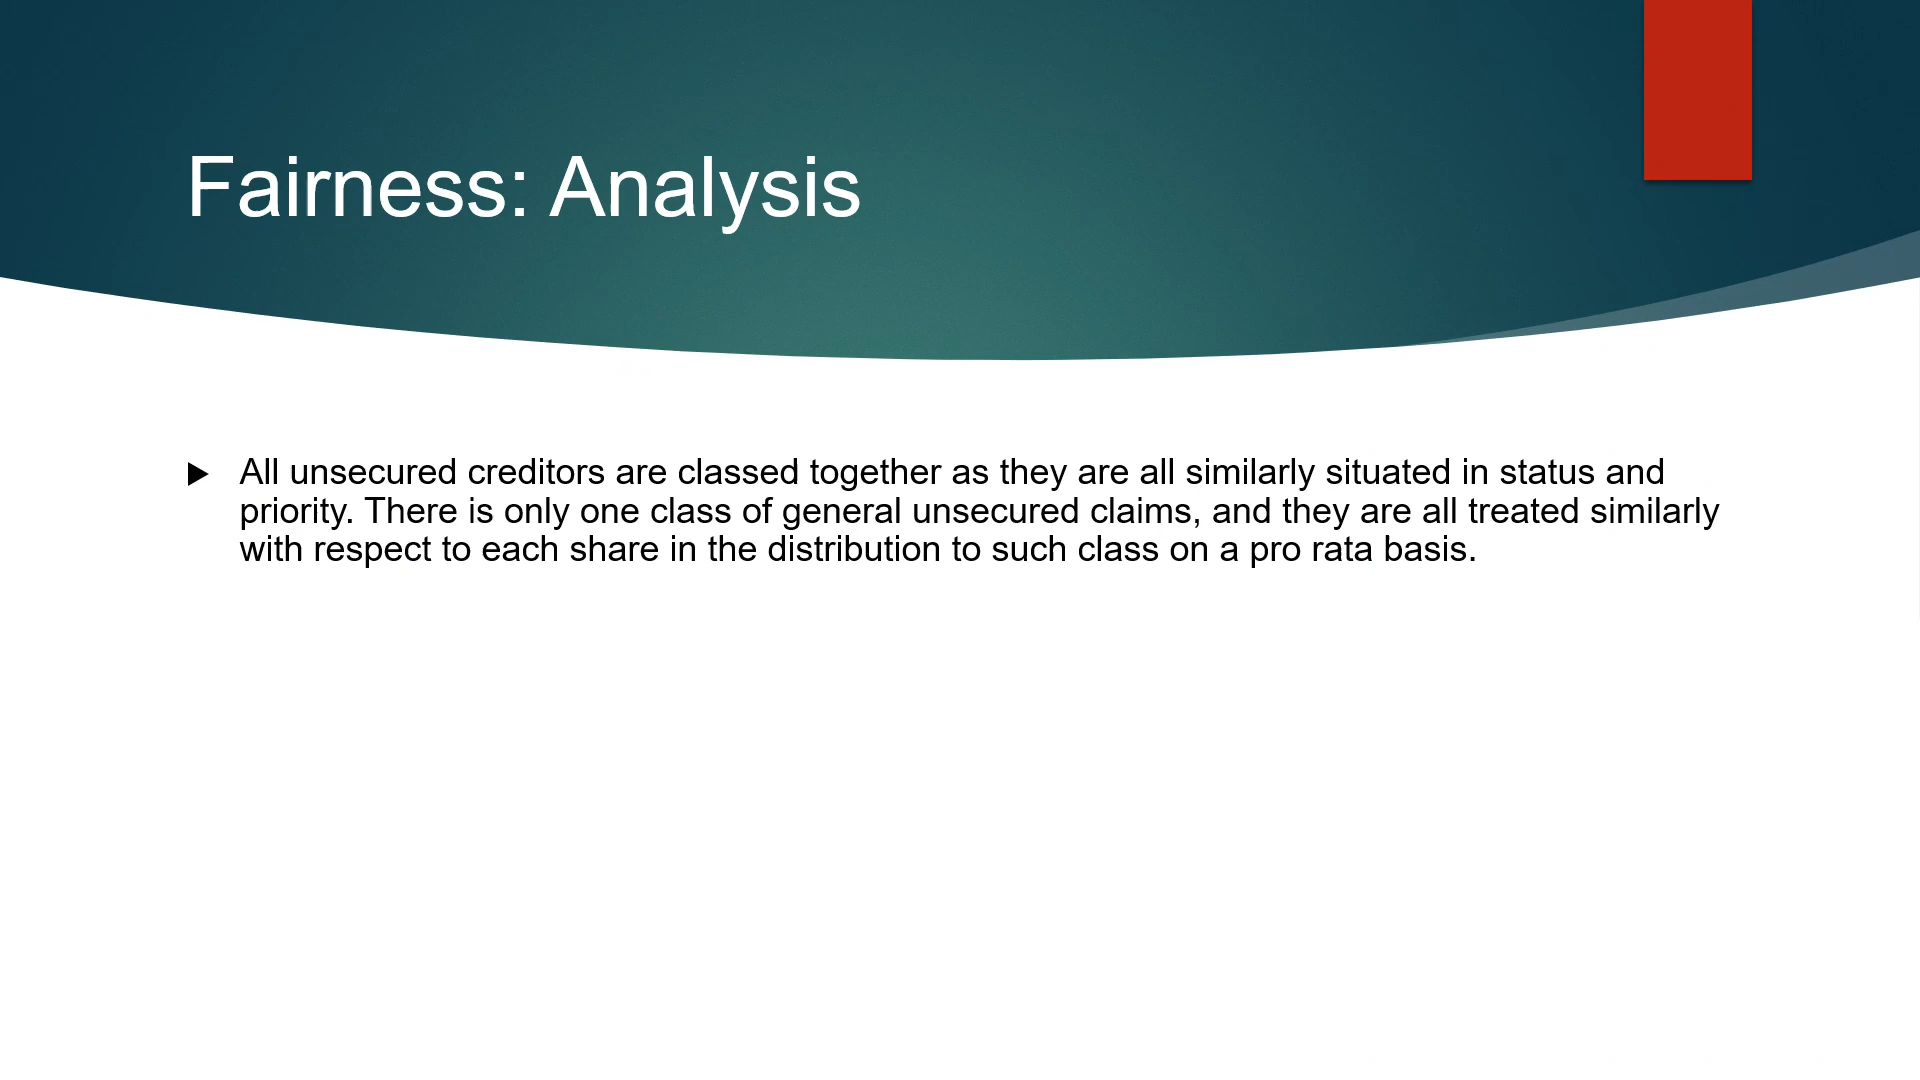 Fairness: Analysis
All unsecured creditors are classed together as they are all similarly situated in status and
priority. There is only one class of general unsecured claims, and they are all treated similarly
with respect to each share in the distribution to such class on a pro rata basis.